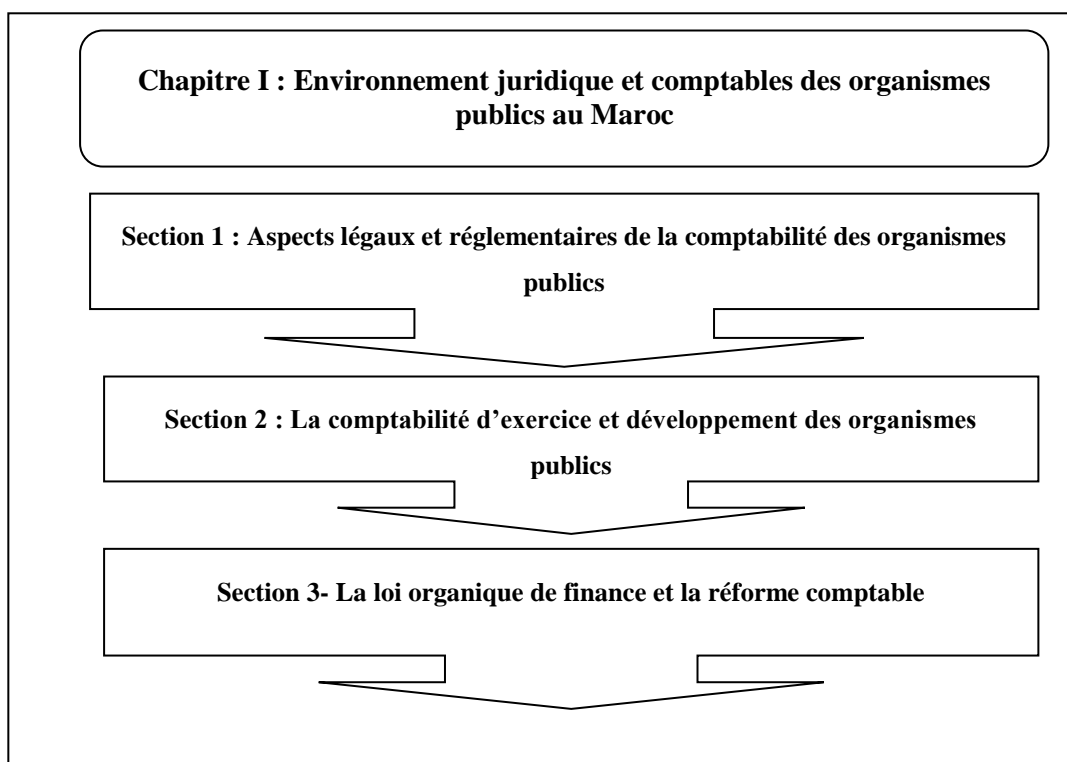 Chapitre I : Environnement juridique et comptables des organismes
publics au Maroc
Section 1 : Aspects légaux et réglementaires de la comptabilité des organismes
publics
Section 2 : La comptabilité d’exercice et développement des organismes
publics
Section 3- La loi organique de finance et la réforme comptable